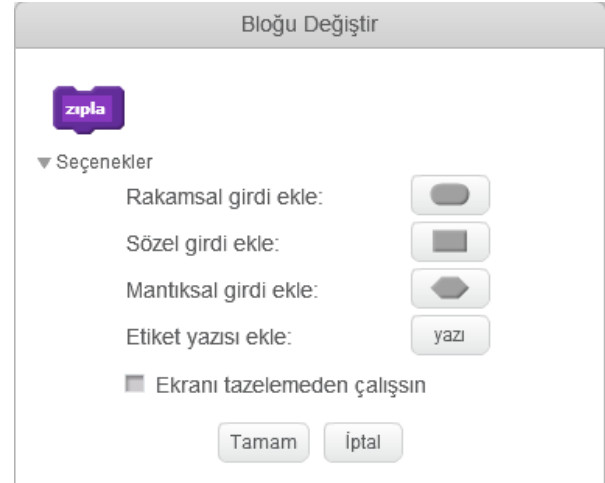 Bloğu Değiştir
zıpla
Seçenekler
Rakamsal girdi ekle:
Sözel girdi ekle:
Mantıksal girdi ekle:
Etiket yazısı ekle: yazı
Ekranı tazelemeden çalışsın
Tamam İptal